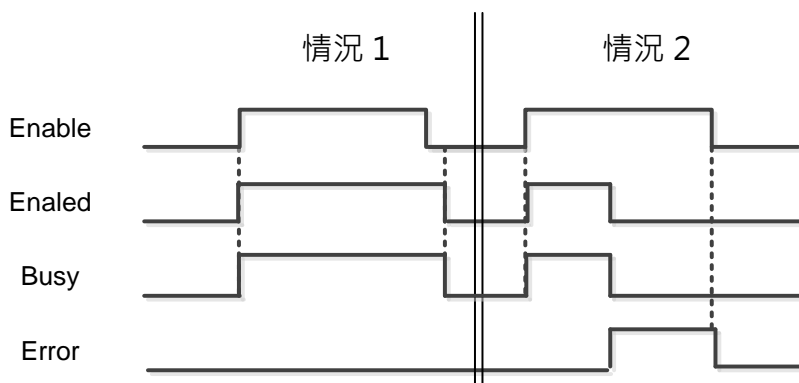 情況 1 情況 2
Enable
Enaled
Busy
Error